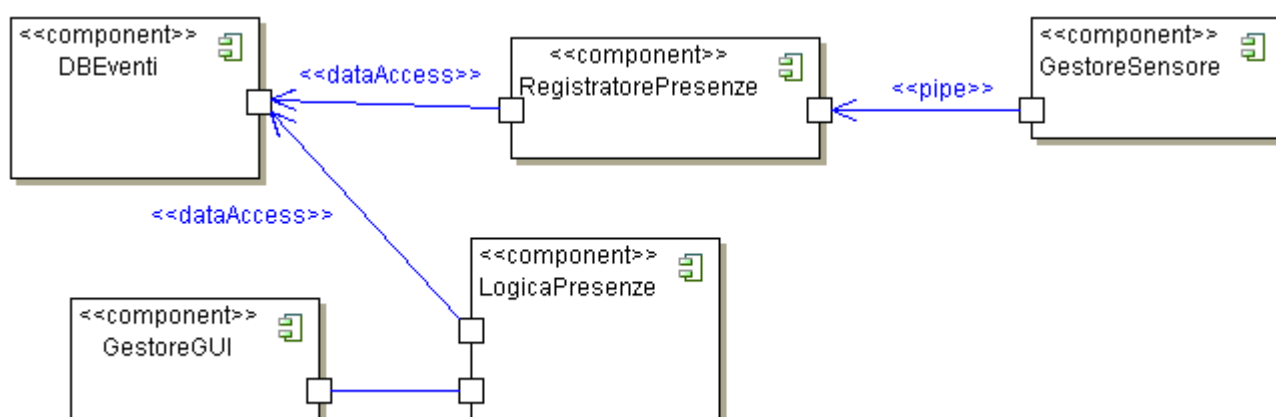 <<component>>
DBEventi
<<dataAccess>>
<<component>>
RegistratorePresenze
<<pipe>>
<<component>>
GestoreSensore
<<dataAccess>>
<<component>>
LogicaPresenze
<<component>>
GestoreGUI